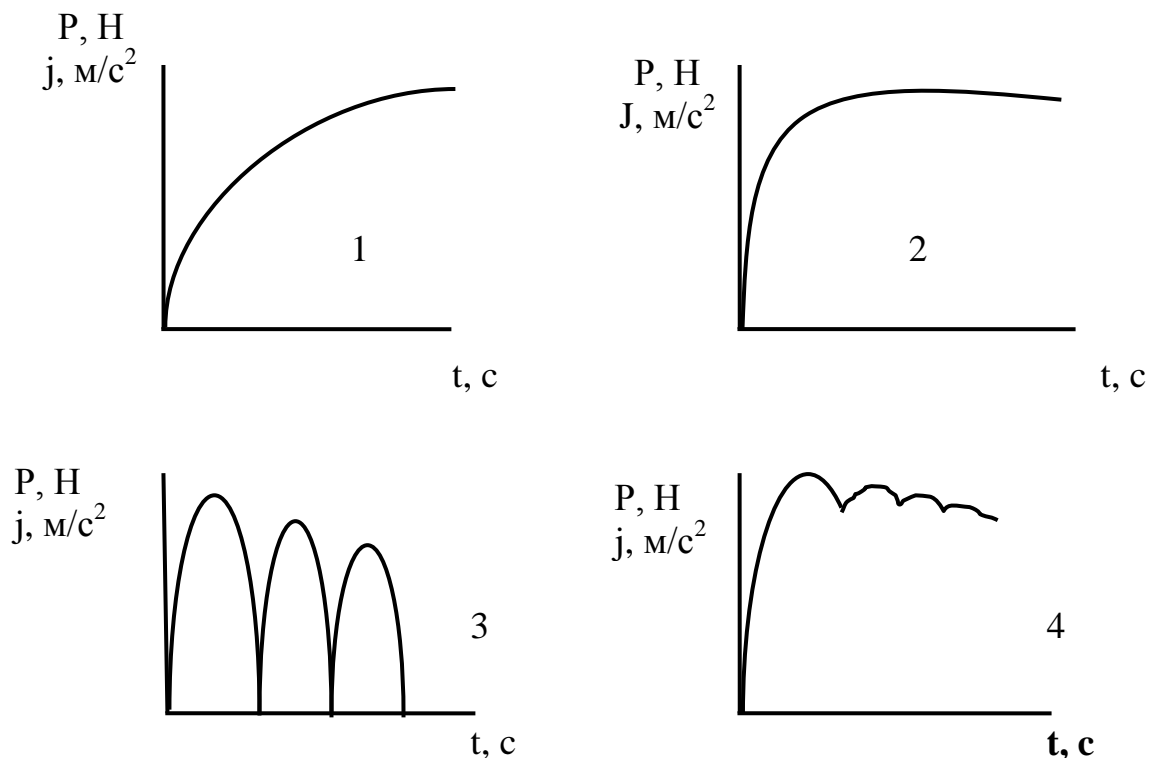 P, Н
j, м/с²
1
t, с
P, Н
J, м/с²
2
t, с
P, Н
j, м/с²
3
t, с
P, Н
j, м/с²
4
t, с